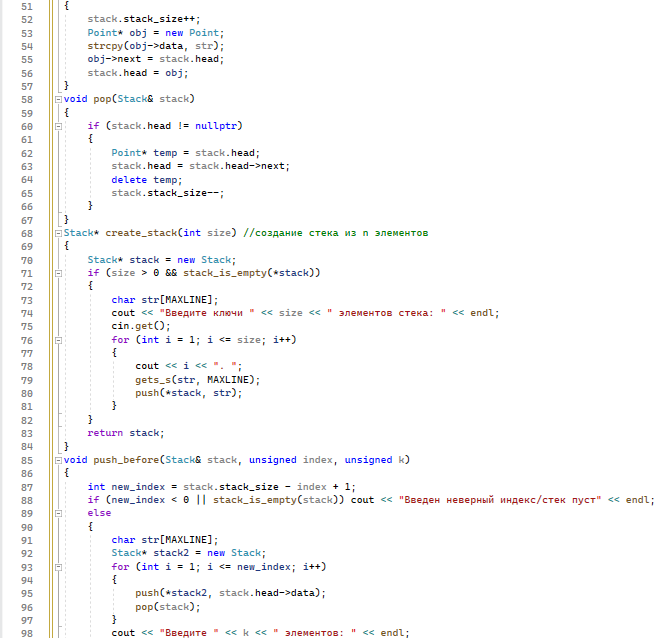 51 {
52     stack.stack_size++;
53     Point* obj = new Point;
54     strcpy(obj->data, str);
55     obj->next = stack.head;
56     stack.head = obj;
57 }
58 void pop(Stack& stack)
59 {
60     if (stack.head != nullptr)
61     {
62         Point* temp = stack.head;
63         stack.head = stack.head->next;
64         delete temp;
65         stack.stack_size--;
66     }
67 }
68 Stack* create_stack(int size) //создание стека из n элементов
69 {
70     Stack* stack = new Stack;
71     if (size > 0 && stack_is_empty(*stack))
72     {
73         char str[MAXLINE];
74         cout << "Введите ключи " << size << " элементов стека: " << endl;
75         cin.get();
76         for (int i = 1; i <= size; i++)
77         {
78             cout << i << ". ";
79             gets_s(str, MAXLINE);
80             push(*stack, str);
81         }
82     }
83     return stack;
84 }
85 void push_before(Stack& stack, unsigned index, unsigned k)
86 {
87     int new_index = stack.stack_size - index + 1;
88     if (new_index < 0 || stack_is_empty(stack)) cout << "Введен неверный индекс/стек пуст" << endl;
89     else
90     {
91         char str[MAXLINE];
92         Stack* stack2 = new Stack;
93         for (int i = 1; i <= new_index; i++)
94         {
95             push(*stack2, stack.head->data);
96             pop(stack);
97         }
98         cout << "Введите " << k << " элементов: " << endl;